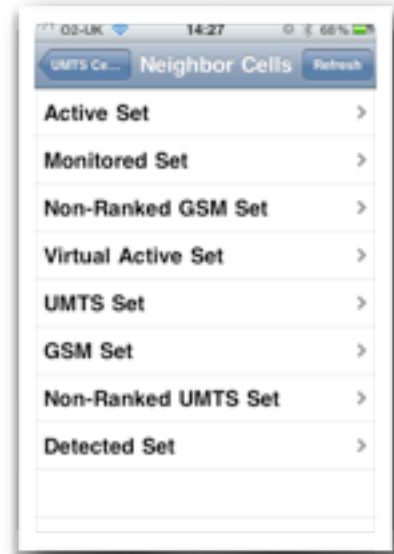 O2-UK 14:27 66%
UMTS Ce... Neighbor Cells Refresh
Active Set
Monitored Set
Non-Ranked GSM Set
Virtual Active Set
UMTS Set
GSM Set
Non-Ranked UMTS Set
Detected Set